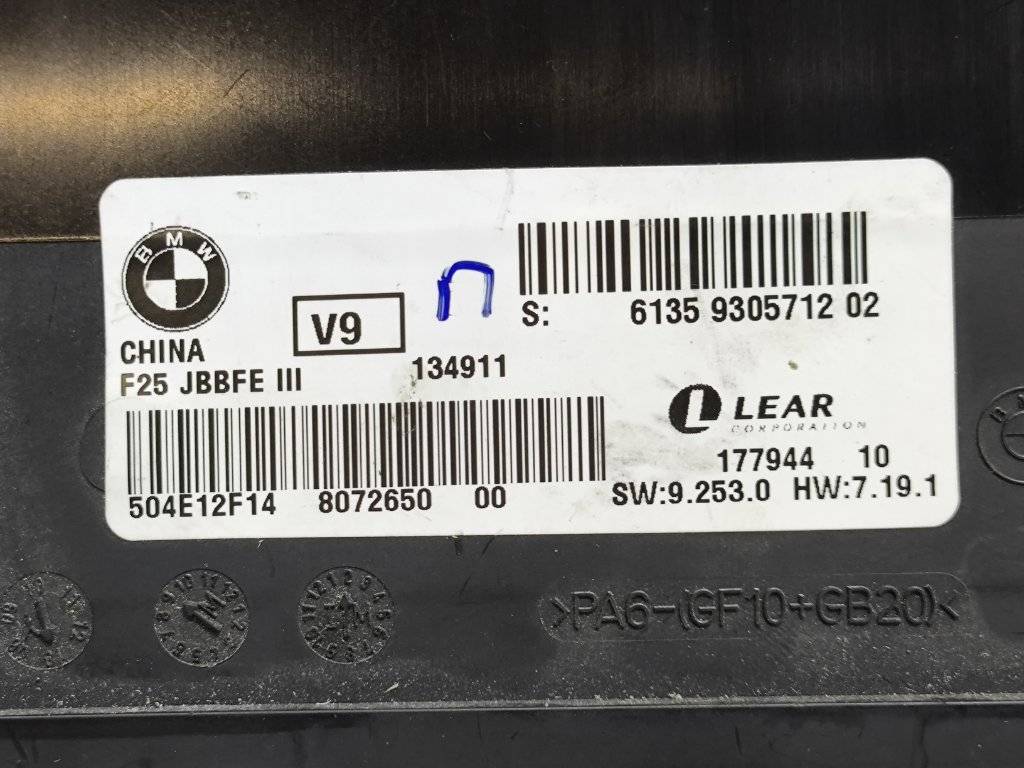 BMW
CHINA
F25 JBBFE III
V9
134911
S: 6135 9305712 02
LEAR
CORPORATION
177944 10
SW:9.253.0 HW:7.19.1
504E12F14 8072650 00
>PA6-(GF10+GB20)<